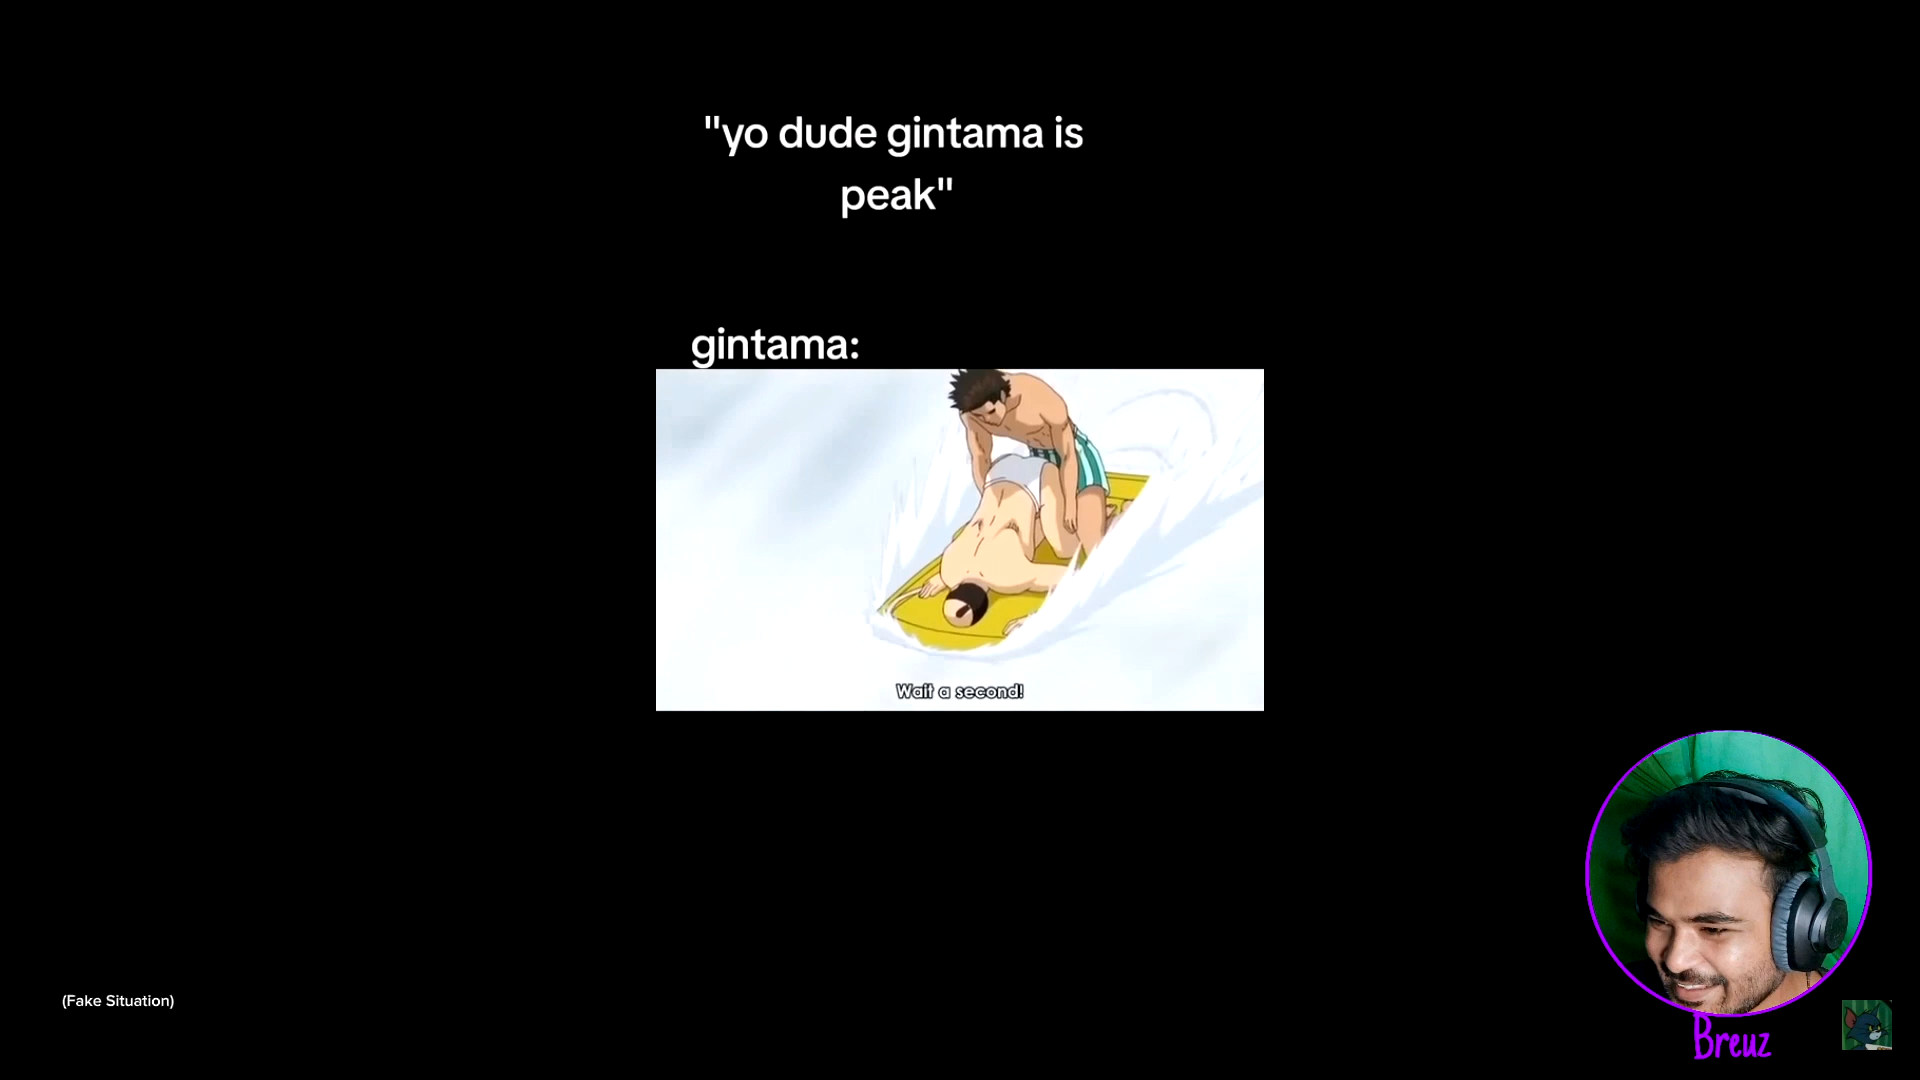 "yo dude gintama is
peak"
gintama:
Wait a second!
(Fake Situation)
Breuz